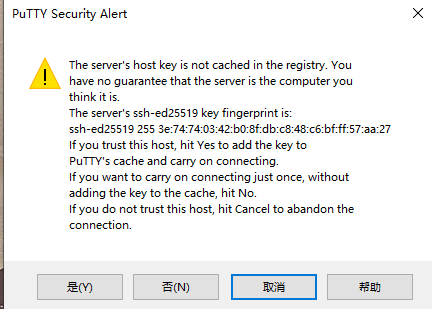 PuTTY Security Alert
The server's host key is not cached in the registry. You
have no guarantee that the server is the computer you
think it is.
The server's ssh-ed25519 key fingerprint is:
ssh-ed25519 255 3e:74:74:03:42:b0:8f:db:c8:48:c6:bf:ff:57:aa:27
If you trust this host, hit Yes to add the key to
PuTTY's cache and carry on connecting.
If you want to carry on connecting just once, without
adding the key to the cache, hit No.
If you do not trust this host, hit Cancel to abandon the
connection.
是(Y) 否(N) 取消 帮助